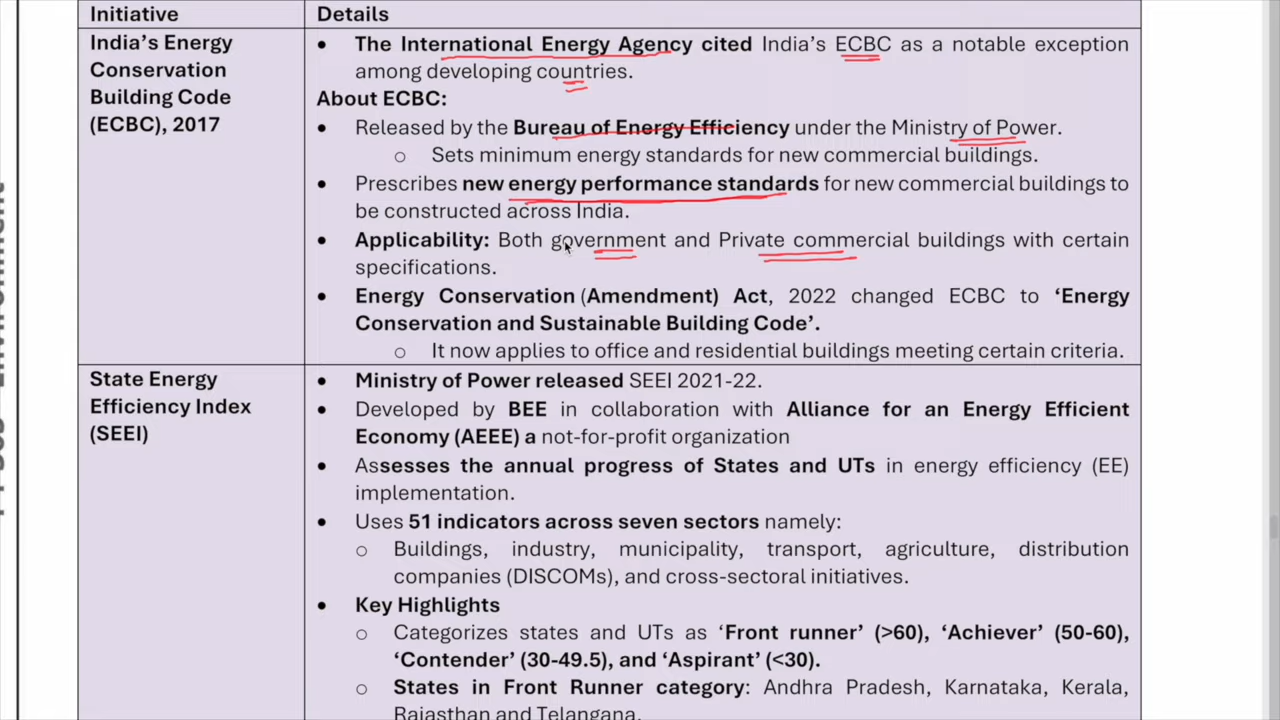 Initiative Details
India’s Energy
Conservation
Building Code
(ECBC), 2017
• The International Energy Agency cited India’s ECBC as a notable exception
among developing countries.
About ECBC:
• Released by the Bureau of Energy Efficiency under the Ministry of Power.
o Sets minimum energy standards for new commercial buildings.
• Prescribes new energy performance standards for new commercial buildings to
be constructed across India.
• Applicability: Both government and Private commercial buildings with certain
specifications.
• Energy Conservation (Amendment) Act, 2022 changed ECBC to ‘Energy
Conservation and Sustainable Building Code’.
o It now applies to office and residential buildings meeting certain criteria.
State Energy
Efficiency Index
(SEEI)
• Ministry of Power released SEEI 2021-22.
• Developed by BEE in collaboration with Alliance for an Energy Efficient
Economy (AEEE) a not-for-profit organization
• Assesses the annual progress of States and UTs in energy efficiency (EE)
implementation.
• Uses 51 indicators across seven sectors namely:
o Buildings, industry, municipality, transport, agriculture, distribution
companies (DISCOMs), and cross-sectoral initiatives.
• Key Highlights
o Categorizes states and UTs as ‘Front runner’ (>60), ‘Achiever’ (50-60),
‘Contender’ (30-49.5), and ‘Aspirant’ (<30).
o States in Front Runner category: Andhra Pradesh, Karnataka, Kerala,
Rajasthan and Telangana.